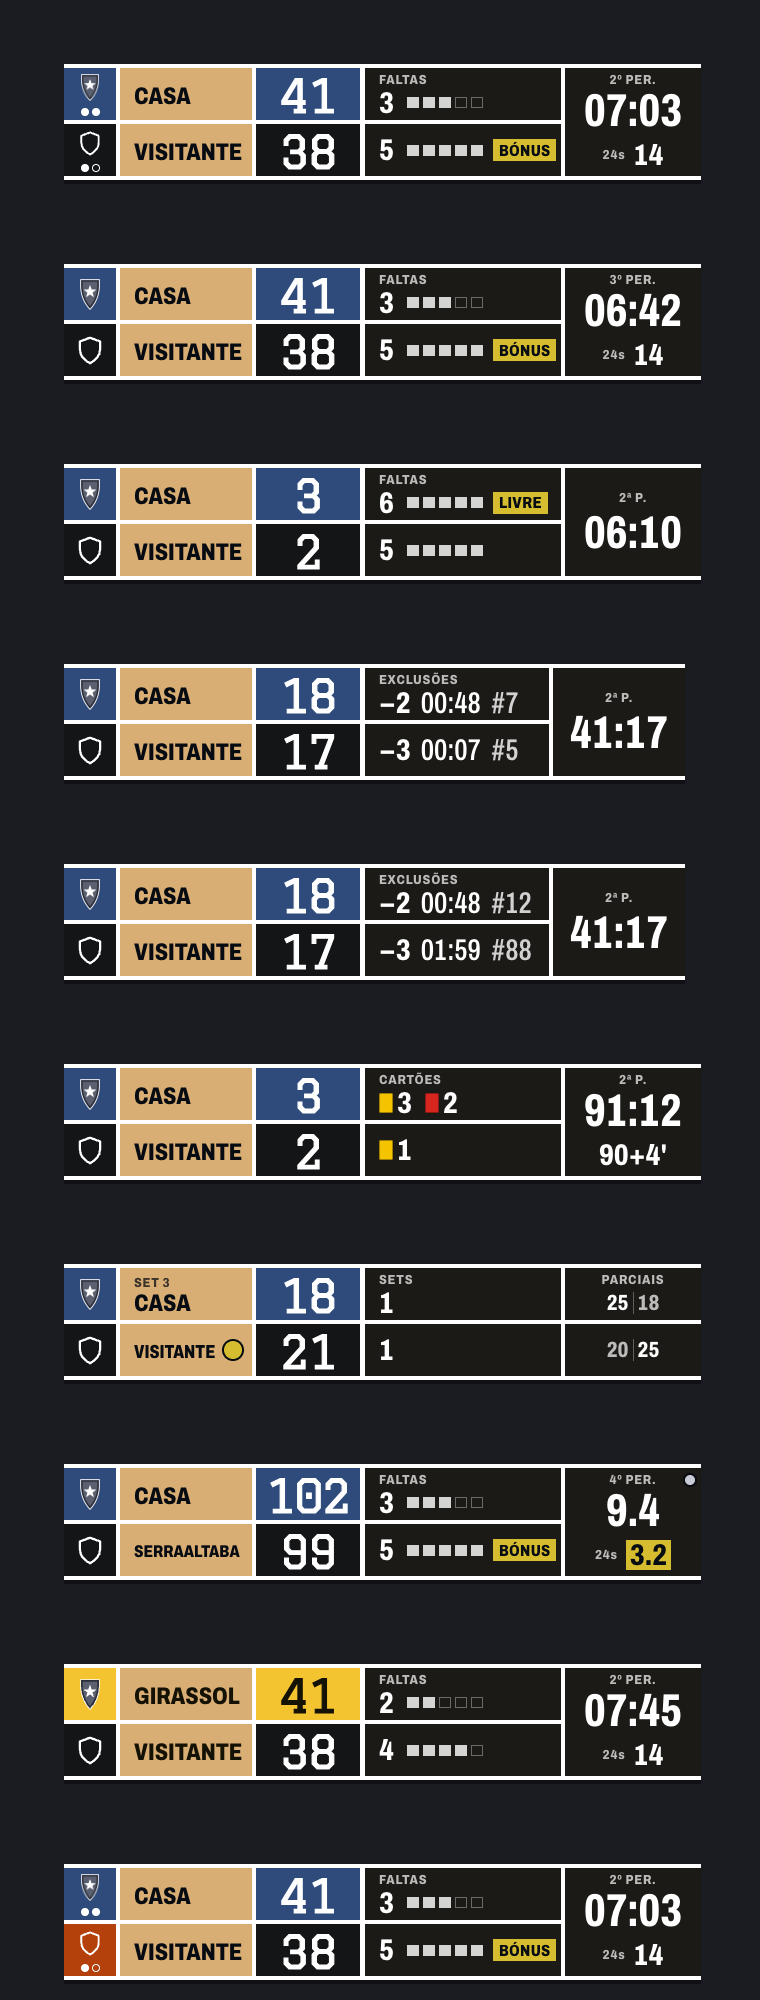 CASA 41 FALTAS 3 2º PER. 07:03
VISITANTE 38 5 BÓNUS 24s 14
CASA 41 FALTAS 3 3º PER. 06:42
VISITANTE 38 5 BÓNUS 24s 14
CASA 3 FALTAS 6 LIVRE 2ª P. 06:10
VISITANTE 2 5
CASA 18 EXCLUSÕES −2 00:48 #7 2ª P. 41:17
VISITANTE 17 −3 00:07 #5
CASA 18 EXCLUSÕES −2 00:48 #12 2ª P. 41:17
VISITANTE 17 −3 01:59 #88
CASA 3 CARTÕES 3 2 2ª P. 91:12
VISITANTE 2 1 90+4'
SET 3 CASA 18 SETS 1 PARCIAIS 25 18
VISITANTE 21 1 20 25
CASA 102 FALTAS 3 4º PER. 9.4
SERRAALTABA 99 5 BÓNUS 24s 3.2
GIRASSOL 41 FALTAS 2 2º PER. 07:45
VISITANTE 38 4 24s 14
CASA 41 FALTAS 3 2º PER. 07:03
VISITANTE 38 5 BÓNUS 24s 14